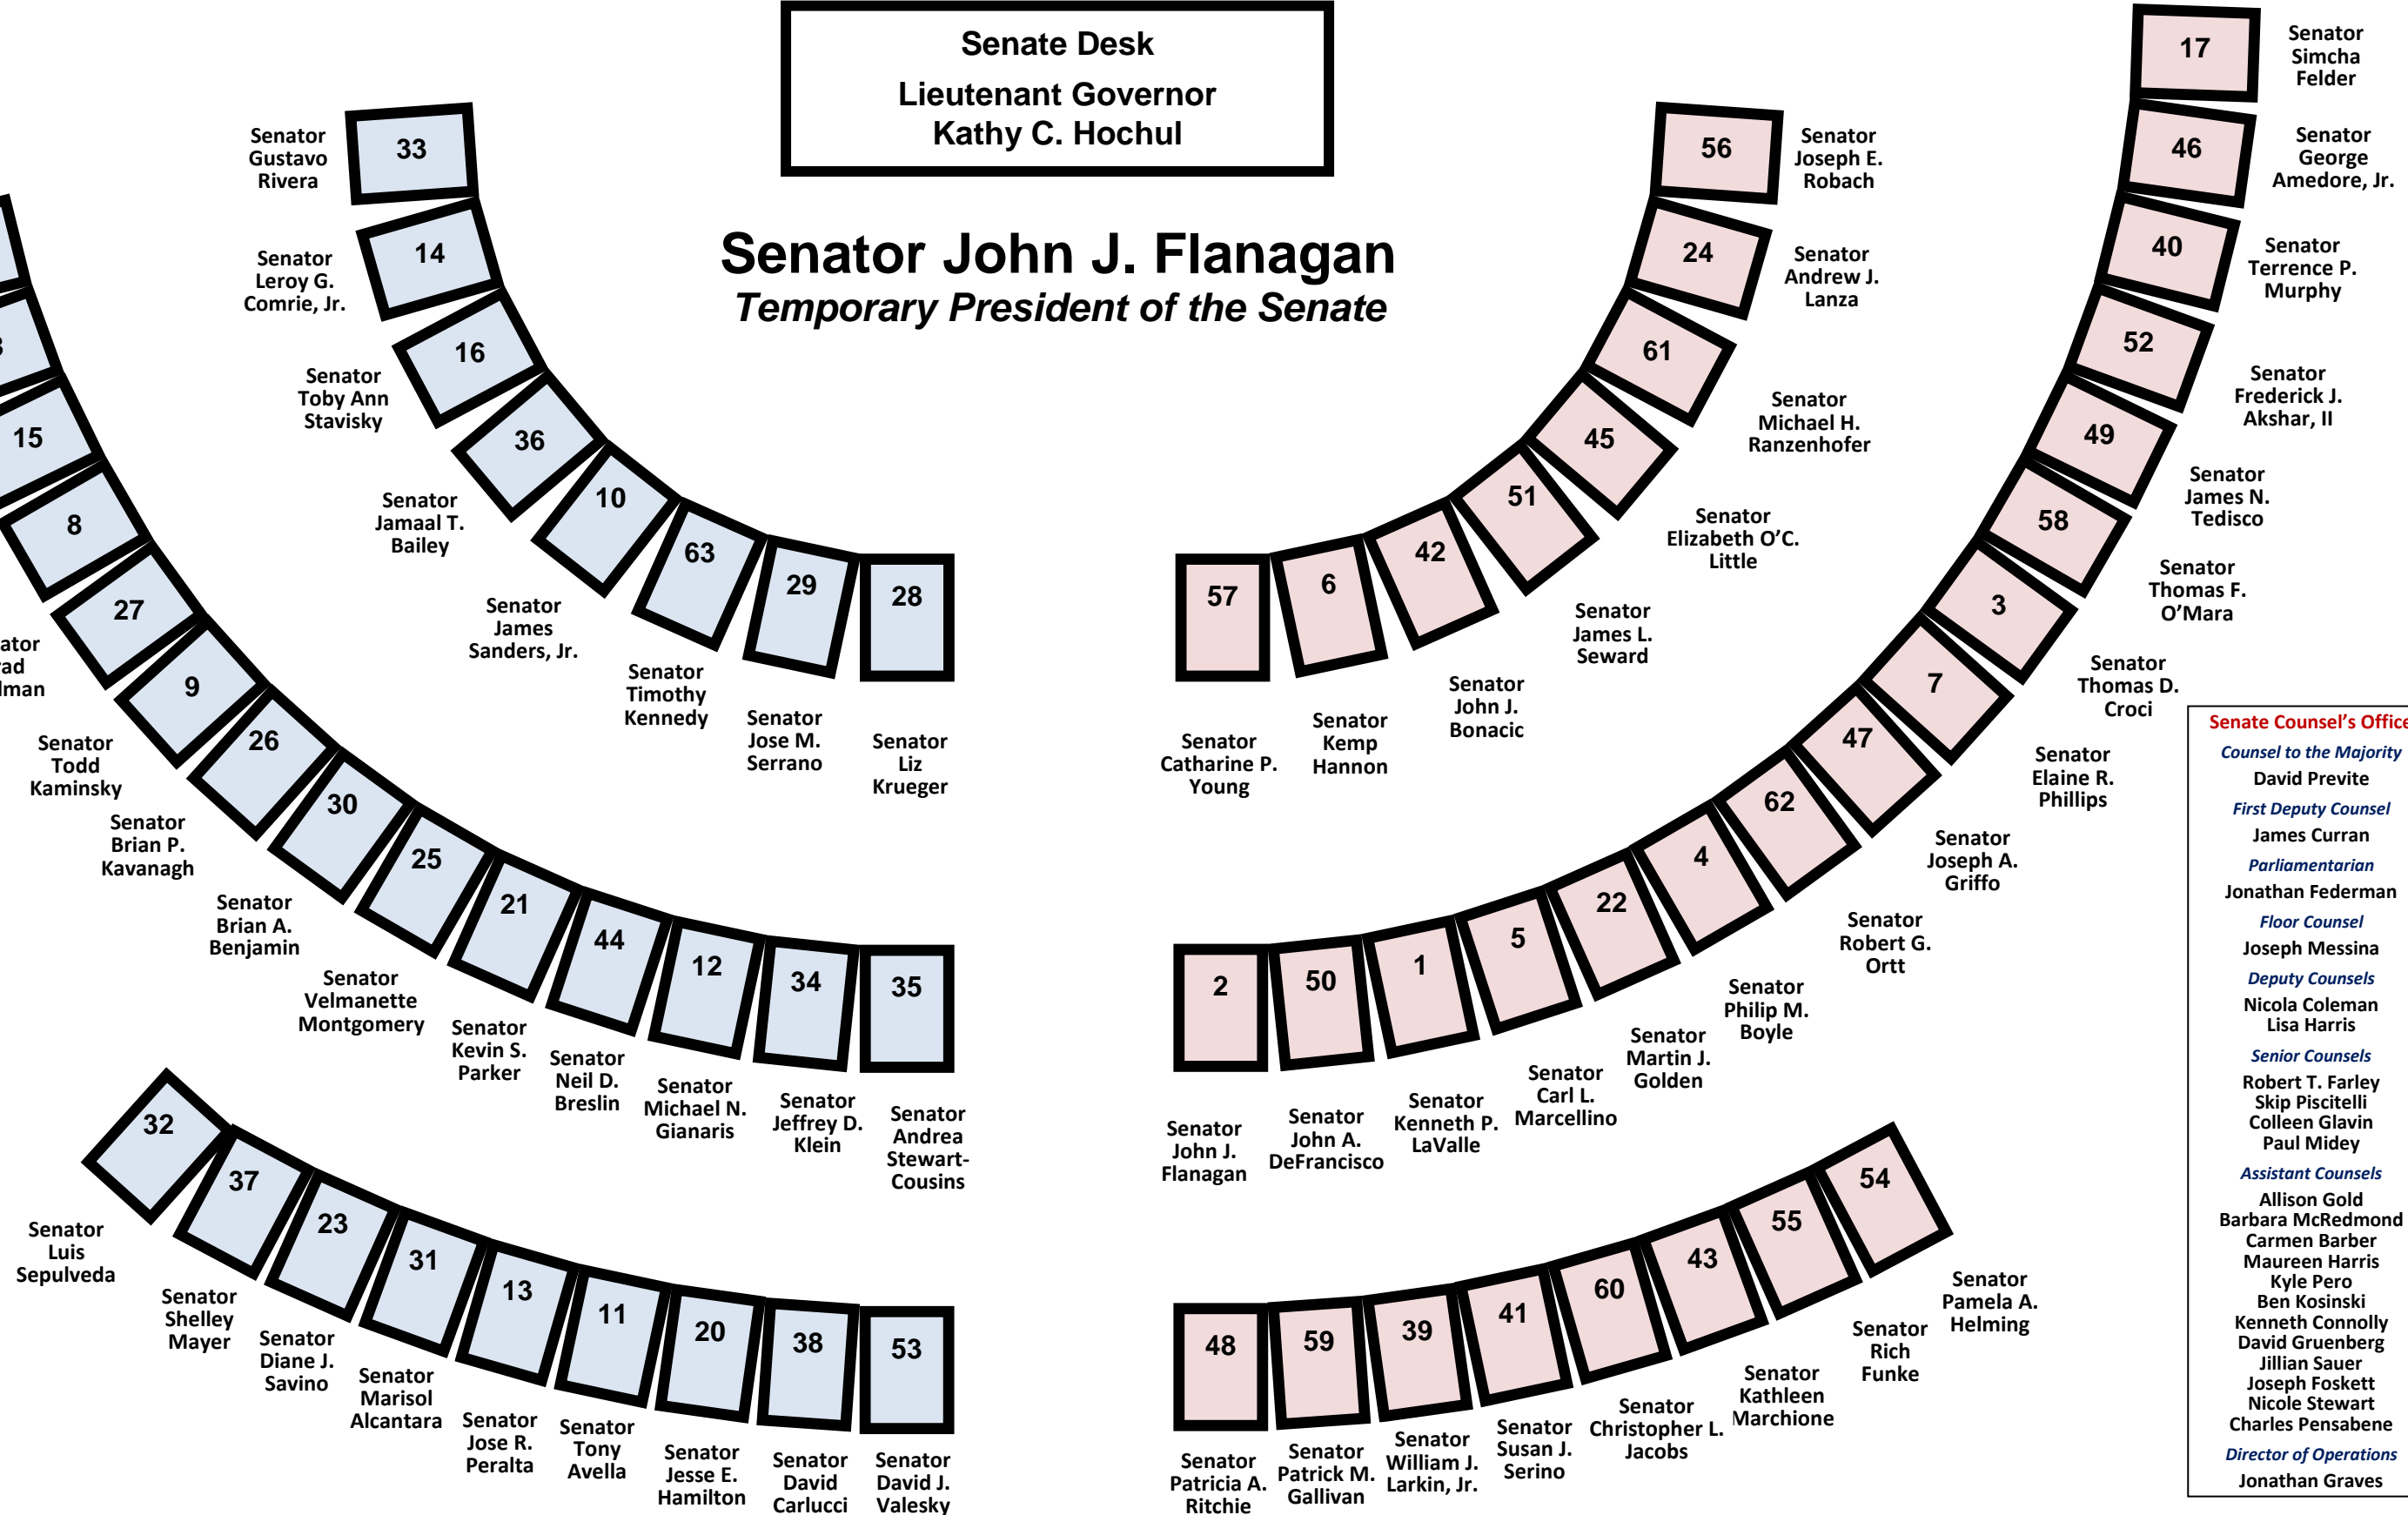 Senate Desk
Lieutenant Governor
Kathy C. Hochul
Senator John J. Flanagan
Temporary President of the Senate
33
Senator
Gustavo
Rivera
14
Senator
Leroy G.
Comrie, Jr.
16
Senator
Toby Ann
Stavisky
36
Senator
Jamaal T.
Bailey
10
Senator
James
Sanders, Jr.
63
Senator
Timothy
Kennedy
29
Senator
Jose M.
Serrano
28
Senator
Liz
Krueger
57
Senator
Catharine P.
Young
6
Senator
Kemp
Hannon
42
Senator
John J.
Bonacic
51
Senator
James L.
Seward
45
Senator
Elizabeth O’C.
Little
61
Senator
Michael H.
Ranzenhofer
24
Senator
Andrew J.
Lanza
56
Senator
Joseph E.
Robach
15
8
27
9
Senator
Todd
Kaminsky
26
Senator
Brian P.
Kavanagh
30
Senator
Brian A.
Benjamin
25
Senator
Velmanette
Montgomery
21
Senator
Kevin S.
Parker
44
Senator
Neil D.
Breslin
12
Senator
Michael N.
Gianaris
34
Senator
Jeffrey D.
Klein
35
Senator
Andrea
Stewart-
Cousins
2
Senator
John J.
Flanagan
50
Senator
John A.
DeFrancisco
1
Senator
Kenneth P.
LaValle
5
Senator
Carl L.
Marcellino
22
Senator
Martin J.
Golden
4
Senator
Philip M.
Boyle
62
Senator
Robert G.
Ortt
47
Senator
Joseph A.
Griffo
7
Senator
Elaine R.
Phillips
3
Senator
Thomas D.
Croci
58
Senator
Thomas F.
O’Mara
49
Senator
James N.
Tedisco
52
Senator
Frederick J.
Akshar, II
40
Senator
Terrence P.
Murphy
46
Senator
George
Amedore, Jr.
17
Senator
Simcha
Felder
32
Senator
Luis
Sepulveda
37
Senator
Shelley
Mayer
23
Senator
Diane J.
Savino
31
Senator
Marisol
Alcantara
13
Senator
Jose R.
Peralta
11
Senator
Tony
Avella
20
Senator
Jesse E.
Hamilton
38
Senator
David
Carlucci
53
Senator
David J.
Valesky
48
Senator
Patricia A.
Ritchie
59
Senator
Patrick M.
Gallivan
39
Senator
William J.
Larkin, Jr.
41
Senator
Susan J.
Serino
60
Senator
Christopher L.
Jacobs
43
Senator
Kathleen
Marchione
55
Senator
Rich
Funke
54
Senator
Pamela A.
Helming
Senate Counsel’s Office
Counsel to the Majority
David Previte
First Deputy Counsel
James Curran
Parliamentarian
Jonathan Federman
Floor Counsel
Joseph Messina
Deputy Counsels
Nicola Coleman
Lisa Harris
Senior Counsels
Robert T. Farley
Skip Piscitelli
Colleen Glavin
Paul Midey
Assistant Counsels
Allison Gold
Barbara McRedmond
Carmen Barber
Maureen Harris
Kyle Pero
Ben Kosinski
Kenneth Connolly
David Gruenberg
Jillian Sauer
Joseph Foskett
Nicole Stewart
Charles Pensabene
Director of Operations
Jonathan Graves